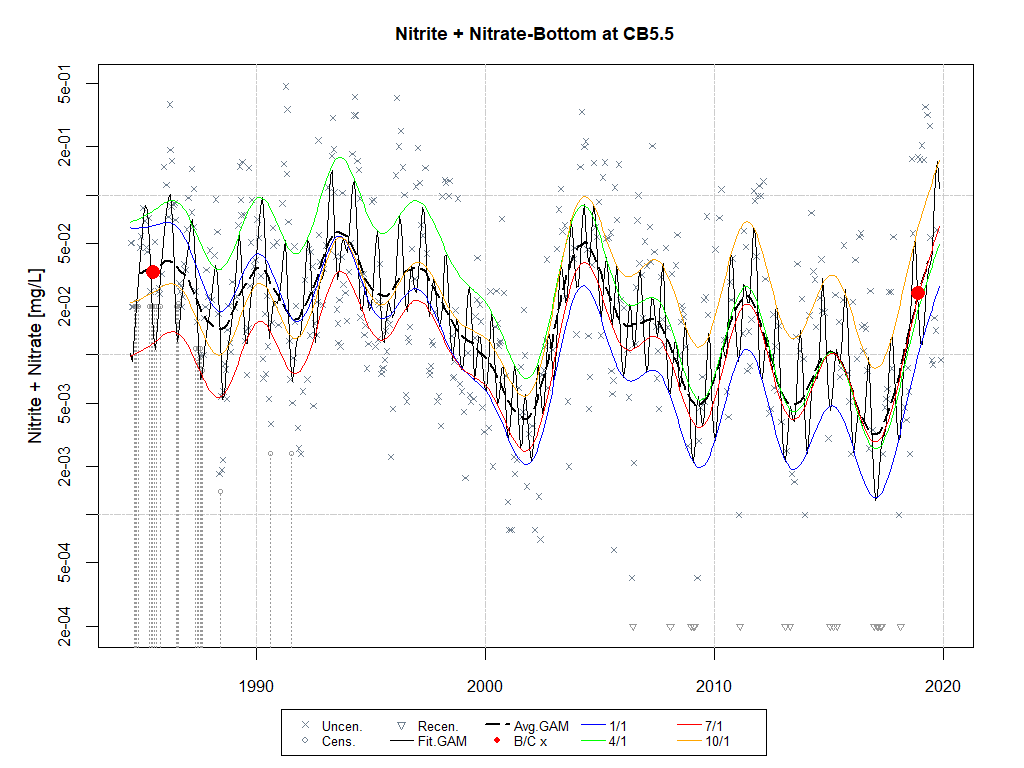 Nitrite + Nitrate-Bottom at CB5.5
Nitrite + Nitrate [mg/L]
5e-01
2e-01
5e-02
2e-02
5e-03
2e-03
5e-04
2e-04
1990 2000 2010 2020
Uncen. Recen. Avg.GAM 1/1 7/1
Cens. Fit.GAM B/C x 4/1 10/1